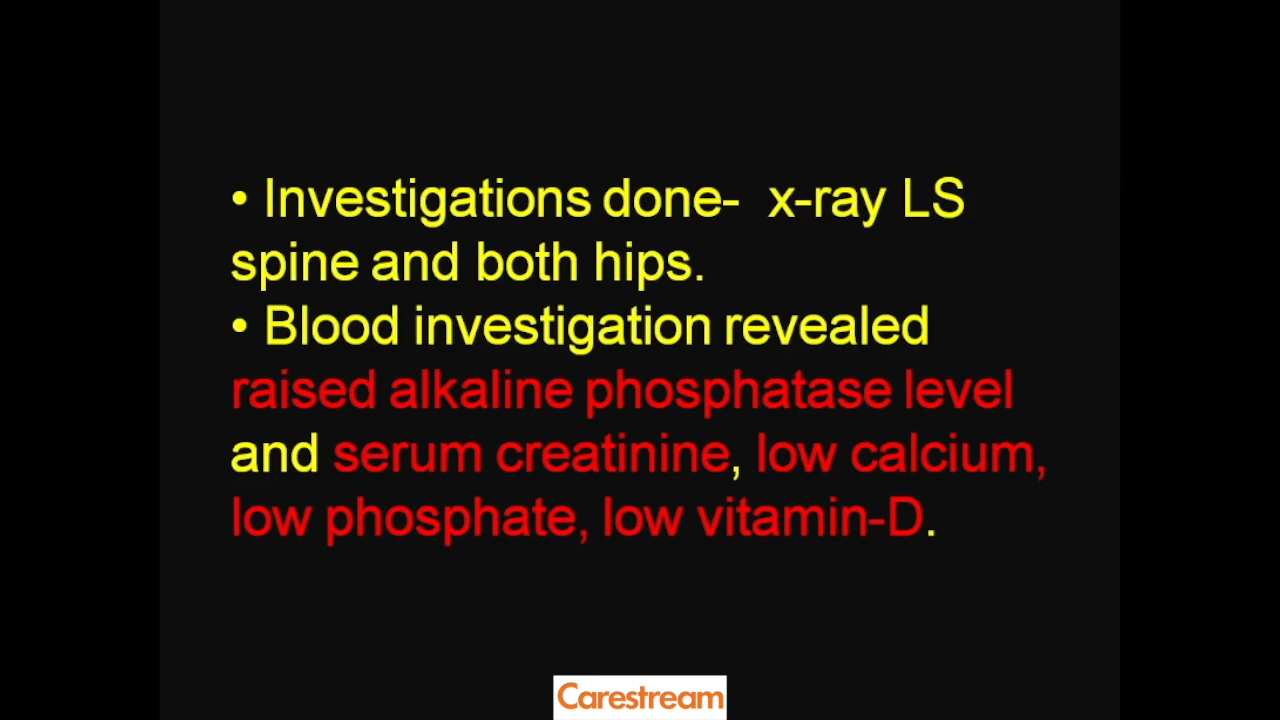 • Investigations done-  x-ray LS
spine and both hips.
• Blood investigation revealed
raised alkaline phosphatase level
and serum creatinine, low calcium,
low phosphate, low vitamin-D.
Carestream